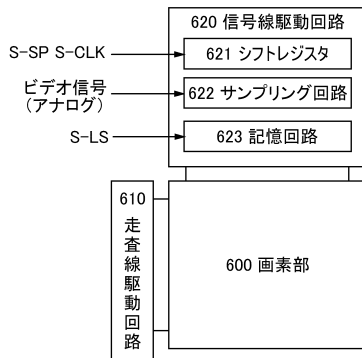 620 信号線駆動回路
S-SP S-CLK
621 シフトレジスタ
ビデオ信号
(アナログ)
622 サンプリング回路
S-LS
623 記憶回路
610
走査線駆動回路
600 画素部